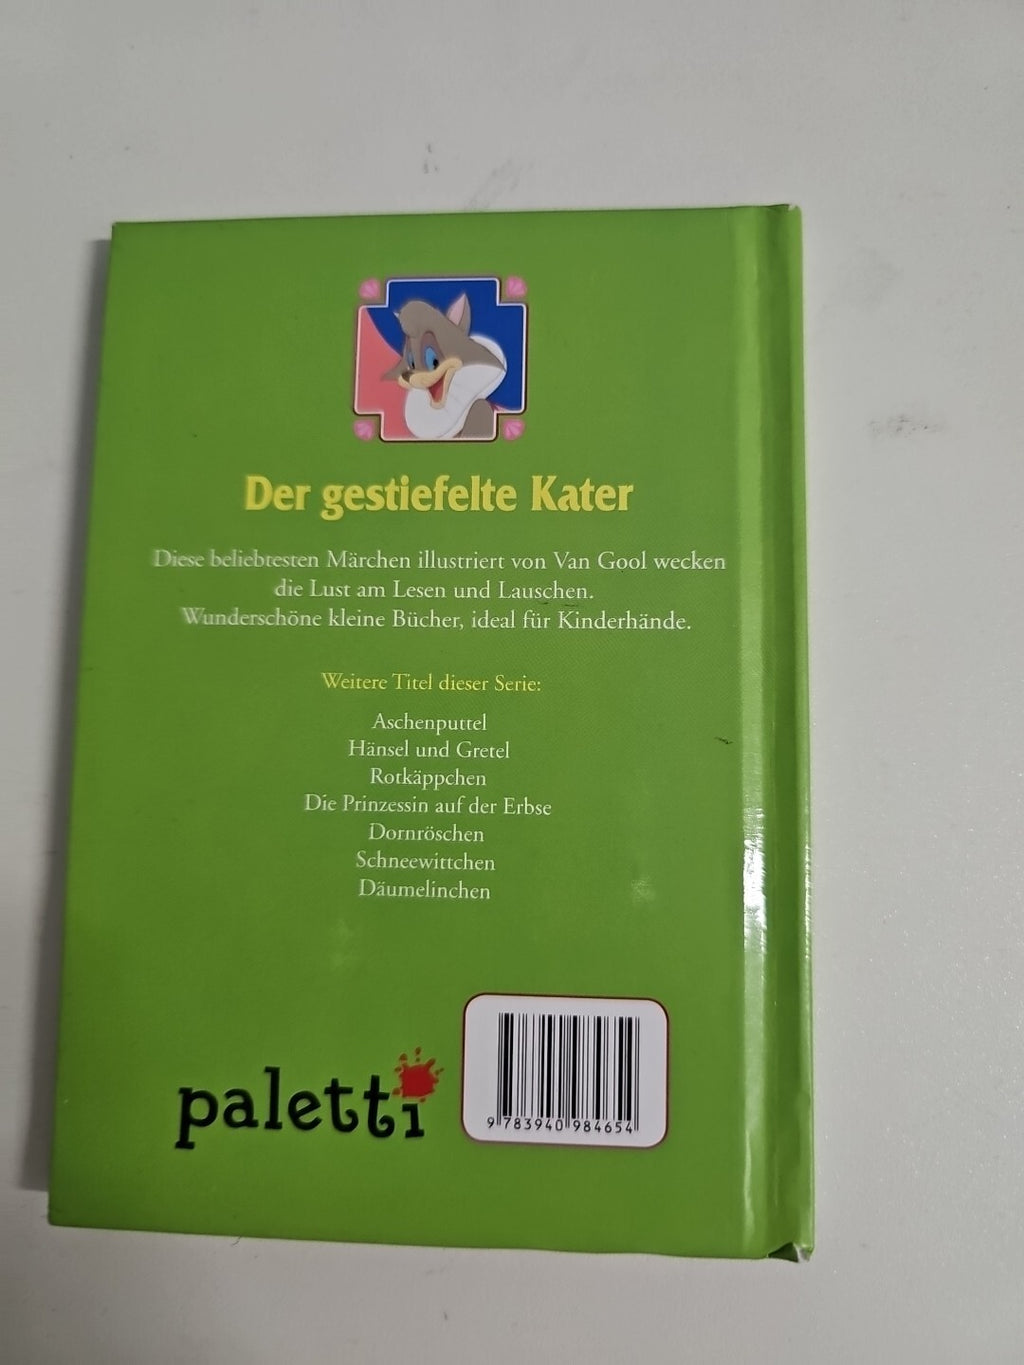 Der gestiefelte Kater
Diese beliebtesten Märchen illustriert von Van Gool wecken
die Lust am Lesen und Lauschen.
Wunderschöne kleine Bücher, ideal für Kinderhände.
Weitere Titel dieser Serie:
Aschenputtel
Hänsel und Gretel
Rotkäppchen
Die Prinzessin auf der Erbse
Dornröschen
Schneewittchen
Däumelinchen
paletti
9 783940 984654